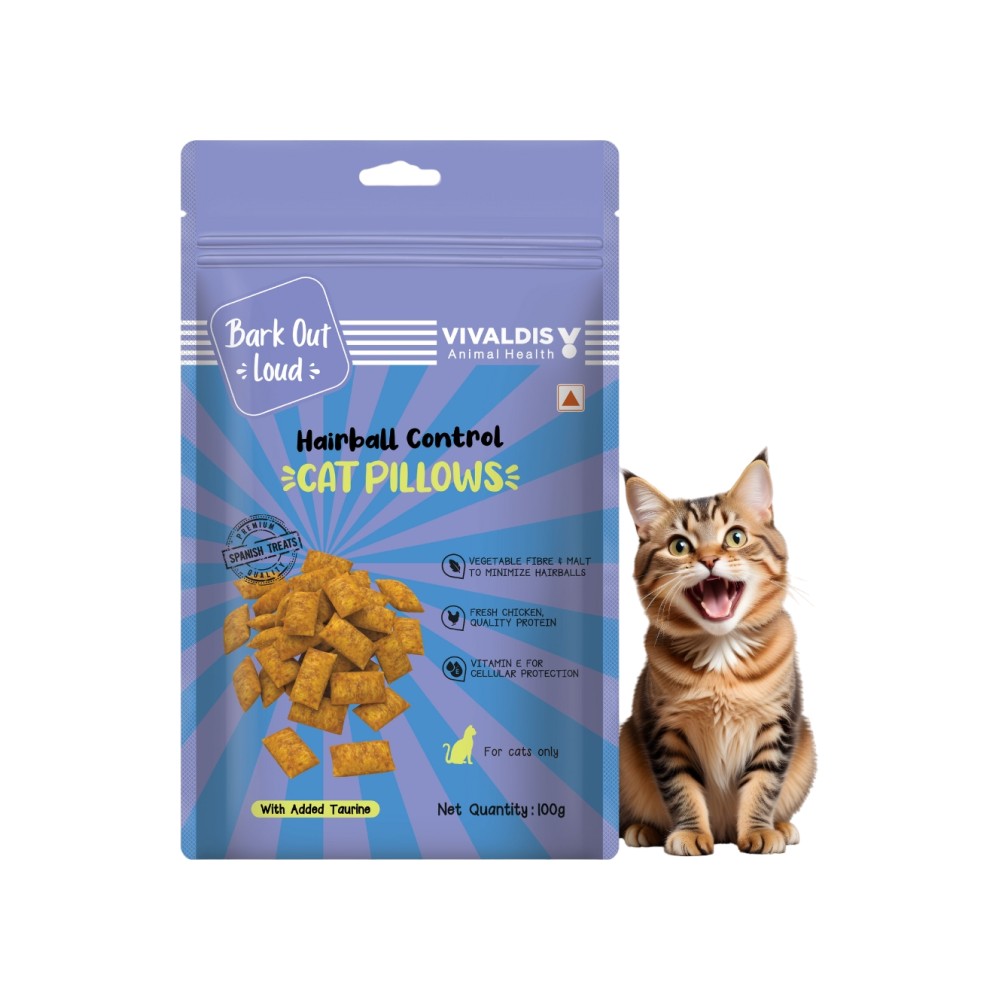 Bark Out
Loud
VIVALDIS
Animal Health
Hairball Control
CAT PILLOWS
PREMIUM
SPANISH TREATS
QUALITY
VEGETABLE FIBRE & MALT
TO MINIMIZE HAIRBALLS
FRESH CHICKEN,
QUALITY PROTEIN
VITAMIN E FOR
CELLULAR PROTECTION
For cats only
With Added Taurine
Net Quantity: 100g